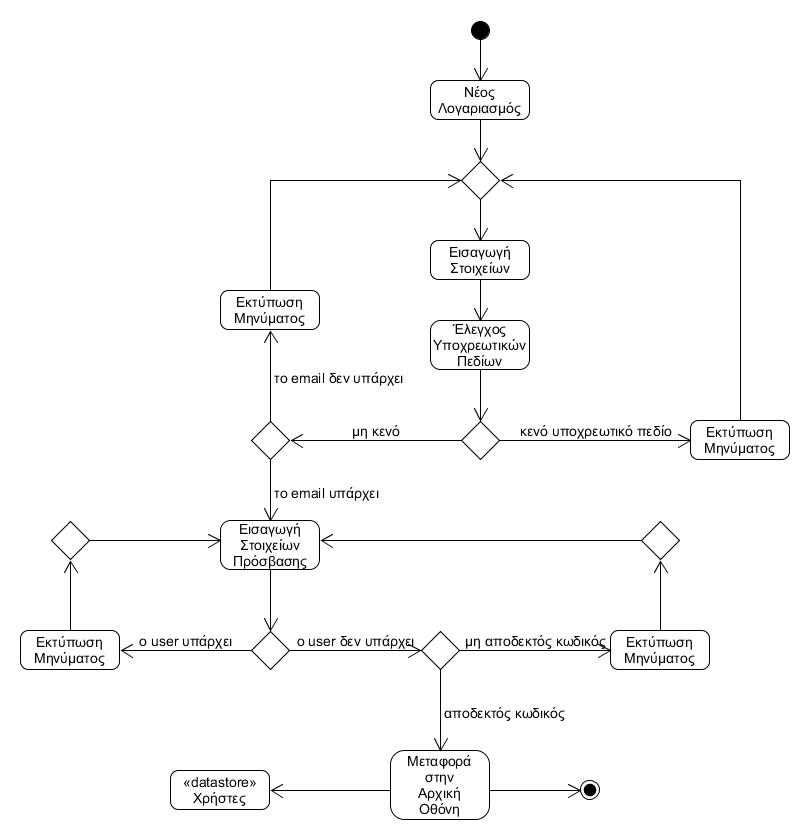 Νέος
Λογαριασμός
Εισαγωγή
Στοιχείων
Εκτύπωση
Μηνύματος
Έλεγχος
Υποχρεωτικών
Πεδίων
το email δεν υπάρχει
μη κενό
κενό υποχρεωτικό πεδίο
Εκτύπωση
Μηνύματος
το email υπάρχει
Εισαγωγή
Στοιχείων
Πρόσβασης
Εκτύπωση
Μηνύματος
ο user υπάρχει
ο user δεν υπάρχει
μη αποδεκτός κωδικός
Εκτύπωση
Μηνύματος
αποδεκτός κωδικός
Μεταφορά
στην
Αρχική
Οθόνη
«datastore»
Χρήστες